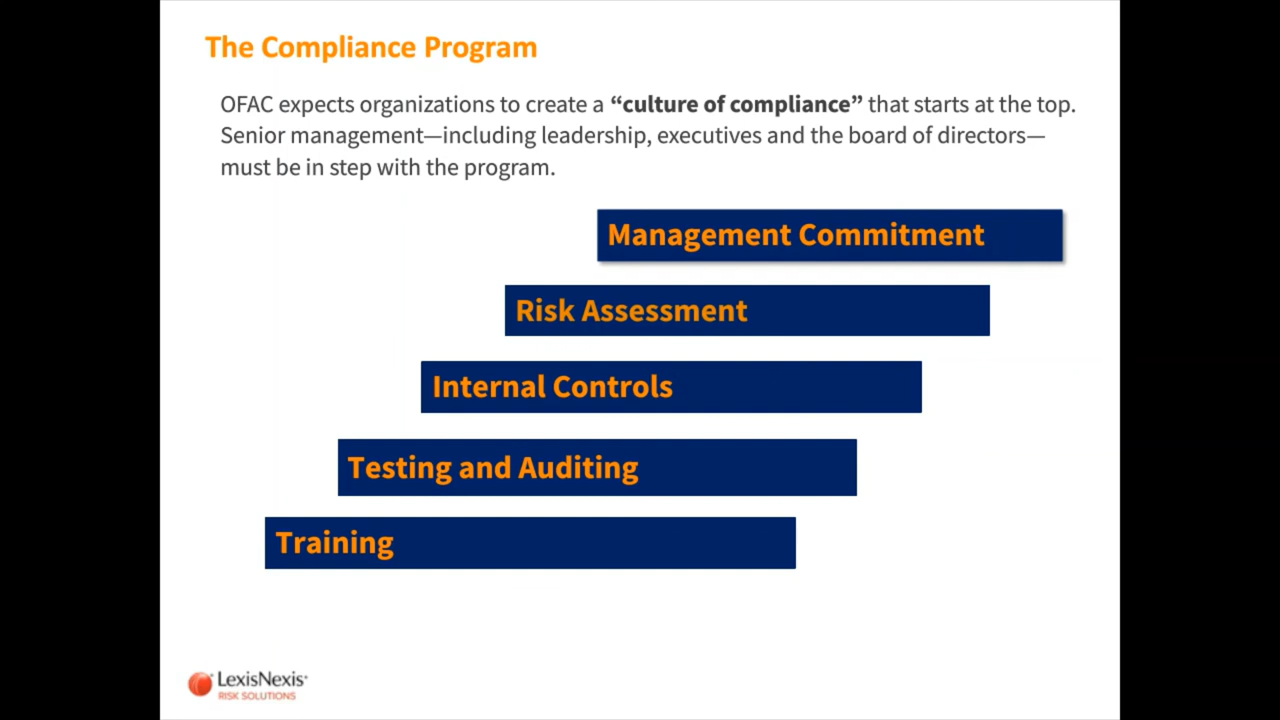 The Compliance Program
OFAC expects organizations to create a “culture of compliance” that starts at the top.
Senior management—including leadership, executives and the board of directors—
must be in step with the program.
Management Commitment
Risk Assessment
Internal Controls
Testing and Auditing
Training
LexisNexis
RISK SOLUTIONS